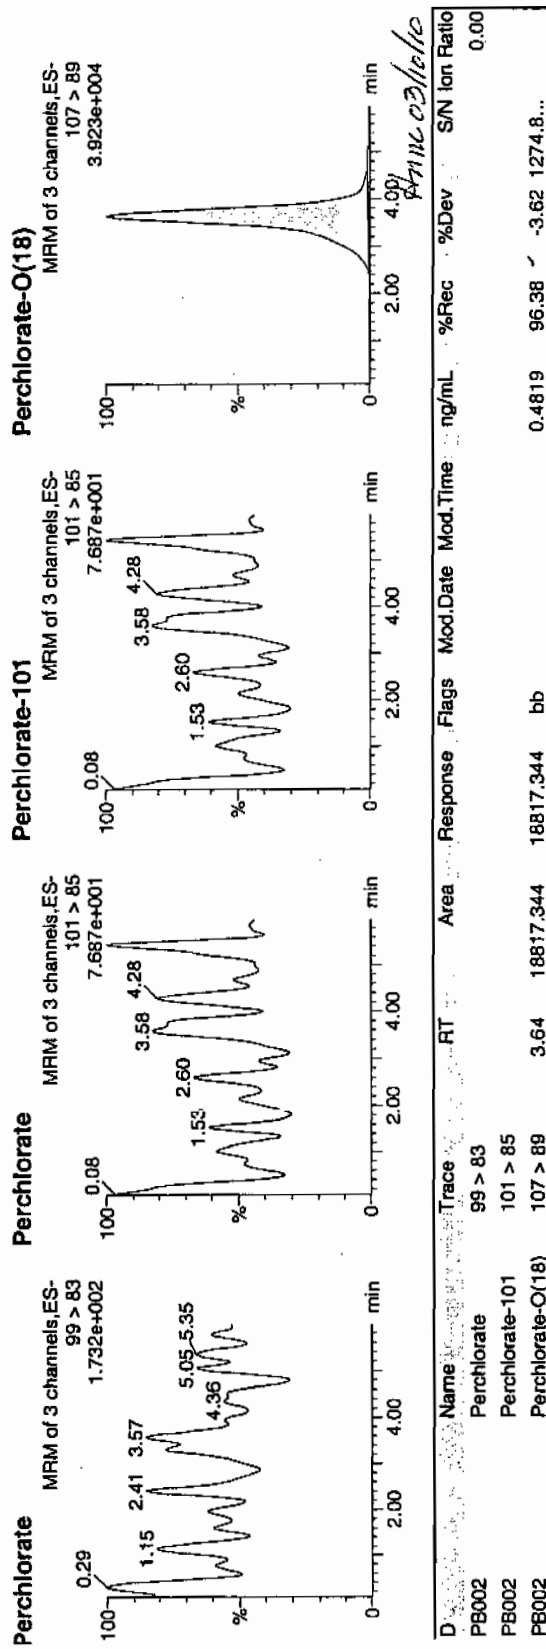 Perchlorate
MRM of 3 channels,ES-
99 > 83
1.732e+002
100
%
0
0.29
1.15
2.41
3.57
4.36
5.05
5.35
2.00
4.00
min
Perchlorate
MRM of 3 channels,ES-
101 > 85
7.687e+001
100
%
0
0.08
1.53
2.60
3.58
4.28
2.00
4.00
min
Perchlorate-101
MRM of 3 channels,ES-
101 > 85
7.687e+001
100
%
0
0.08
1.53
2.60
3.58
4.28
2.00
4.00
min
Perchlorate-O(18)
MRM of 3 channels,ES-
107 > 89
3.923e+004
100
%
0
2.00
4.00
min
03/10/10
D Name Trace RT Area Response Flags Mod.Date Mod.Time ng/mL %Rec %Dev S/N Ion Ratio
PB002 Perchlorate 99 > 83 0.00
PB002 Perchlorate-101 101 > 85
PB002 Perchlorate-O(18) 107 > 89 3.64 18817.344 18817.344 bb 0.4819 96.38 -3.62 1274.8...